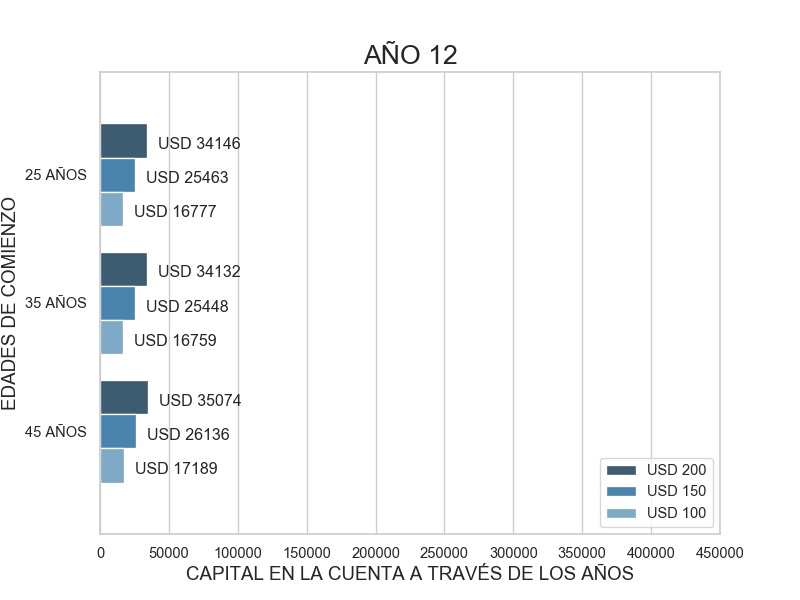 AÑO 12
EDADES DE COMIENZO
25 AÑOS
USD 34146
USD 25463
USD 16777
35 AÑOS
USD 34132
USD 25448
USD 16759
45 AÑOS
USD 35074
USD 26136
USD 17189
USD 200
USD 150
USD 100
0 50000 100000 150000 200000 250000 300000 350000 400000 450000
CAPITAL EN LA CUENTA A TRAVÉS DE LOS AÑOS